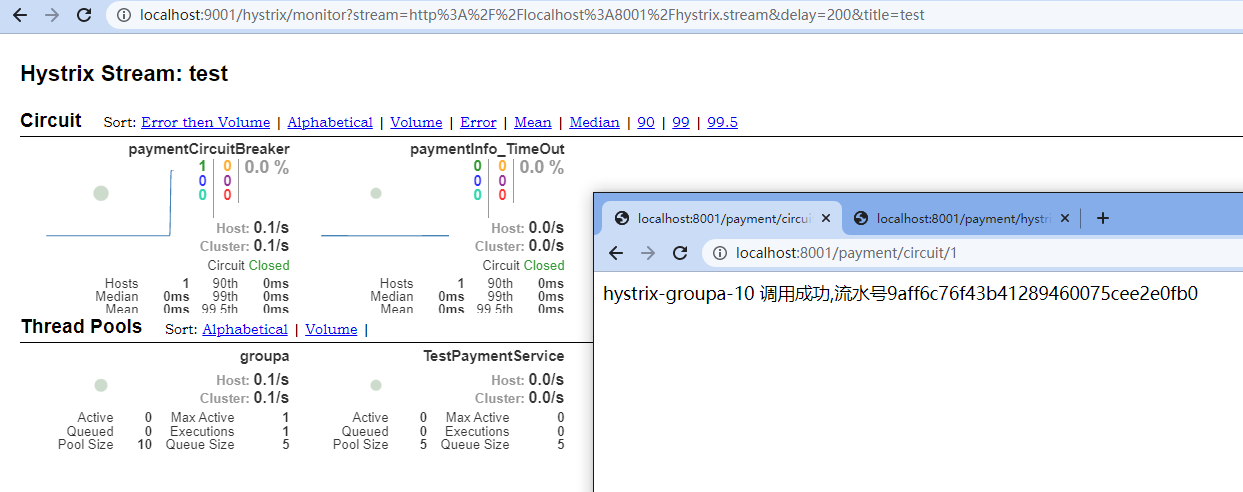 localhost:9001/hystrix/monitor?stream=http%3A%2F%2Flocalhost%3A8001%2Fhystrix.stream&delay=200&title=test
Hystrix Stream: test
Circuit Sort: Error then Volume | Alphabetical | Volume | Error | Mean | Median | 90 | 99 | 99.5
paymentCircuitBreaker
1 0 0.0 %
0 0
0 0
Host: 0.1/s
Cluster: 0.1/s
Circuit Closed
Hosts 1 90th 0ms
Median 0ms 99th 0ms
Mean 0ms 99.5th 0ms
paymentInfo_TimeOut
0 0 0.0 %
0 0
0 0
Host: 0.0/s
Cluster: 0.0/s
Circuit Closed
Hosts 1 90th 0ms
Median 0ms 99th 0ms
Mean 0ms 99.5th 0ms
Thread Pools Sort: Alphabetical | Volume |
groupa
Host: 0.1/s
Cluster: 0.1/s
Active 0 Max Active 1
Queued 0 Executions 1
Pool Size 10 Queue Size 5
TestPaymentService
Host: 0.0/s
Cluster: 0.0/s
Active 0 Max Active 0
Queued 0 Executions 0
Pool Size 5 Queue Size 5
localhost:8001/payment/circui
localhost:8001/payment/hystri
localhost:8001/payment/circuit/1
hystrix-groupa-10 调用成功,流水号9aff6c76f43b41289460075cee2e0fb0